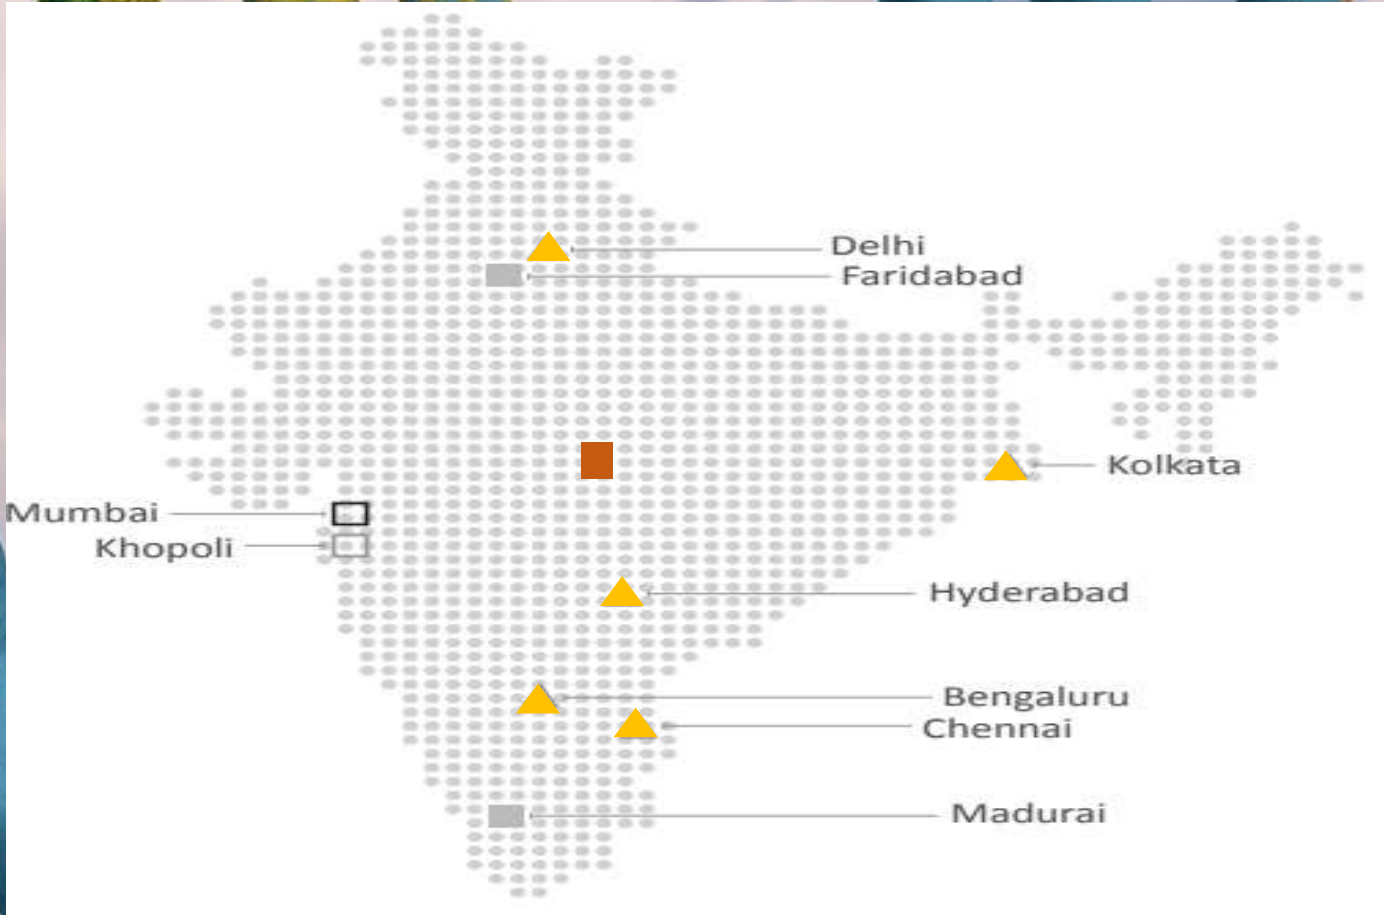 Delhi
Faridabad
Kolkata
Mumbai
Khopoli
Hyderabad
Bengaluru
Chennai
Madurai